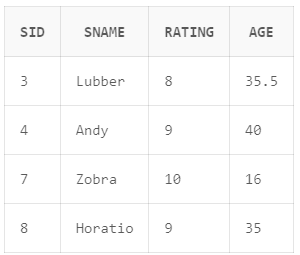 SID SNAME RATING AGE
3 Lubber 8 35.5
4 Andy 9 40
7 Zobra 10 16
8 Horatio 9 35